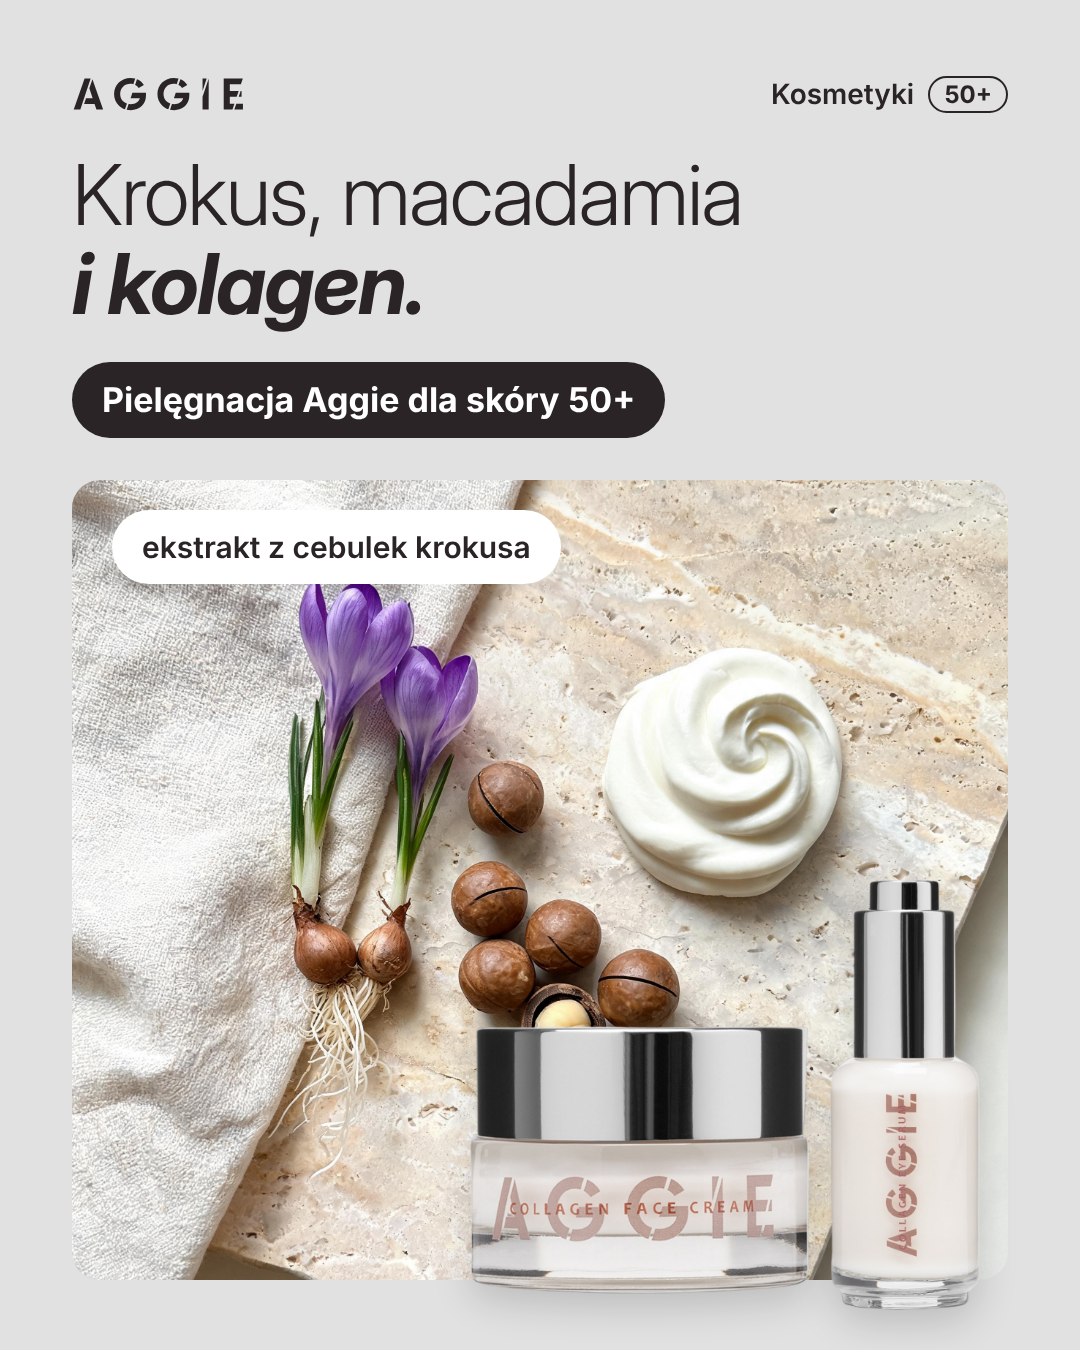 AGGIE
Kosmetyki 50+
Krokus, macadamia
i kolagen.
Pielęgnacja Aggie dla skóry 50+
ekstrakt z cebulek krokusa
AGGIE
COLLAGEN FACE CREAM
AGGIE